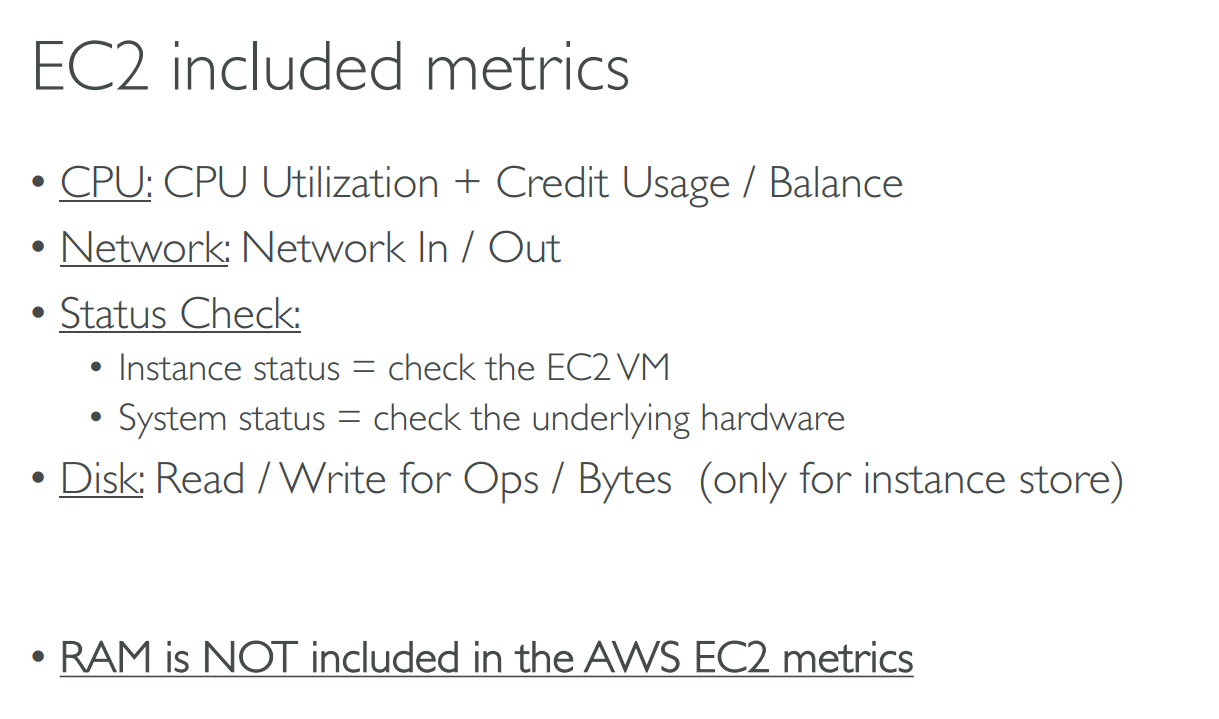 EC2 included metrics
• CPU: CPU Utilization + Credit Usage / Balance
• Network: Network In / Out
• Status Check:
• Instance status = check the EC2 VM
• System status = check the underlying hardware
• Disk: Read / Write for Ops / Bytes (only for instance store)
• RAM is NOT included in the AWS EC2 metrics